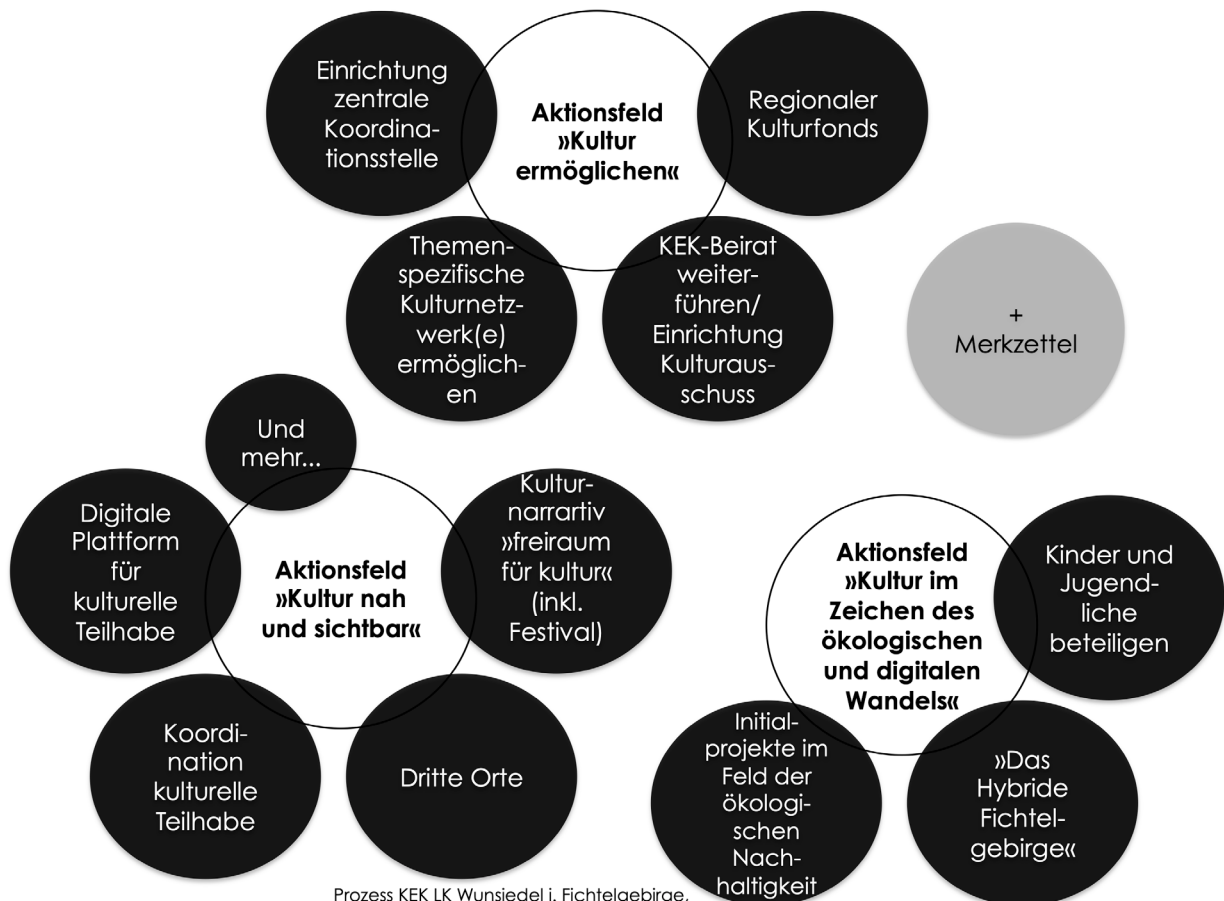 Einrichtung
zentrale
Koordina-
tionsstelle
Aktionsfeld
»Kultur
ermöglichen«
Regionaler
Kulturfonds
Themen-
spezifische
Kulturnetz-
werk(e)
ermöglich-
en
KEK-Beirat
weiter-
führen/
Einrichtung
Kulturaus-
schuss
+
Merkzettel
Und
mehr...
Digitale
Plattform
für
kulturelle
Teilhabe
Aktionsfeld
»Kultur nah
und sichtbar«
Kultur-
narrartiv
»freiraum
für kultur«
(inkl.
Festival)
Koordi-
nation
kulturelle
Teilhabe
Dritte Orte
Aktionsfeld
»Kultur im
Zeichen des
ökologischen
und digitalen
Wandels«
Kinder und
Jugend-
liche
beteiligen
Initial-
projekte im
Feld der
ökologi-
schen
Nach-
haltigkeit
»Das
Hybride
Fichtel-
gebirge«
Prozess KEK LK Wunsiedel i. Fichtelgebirge,